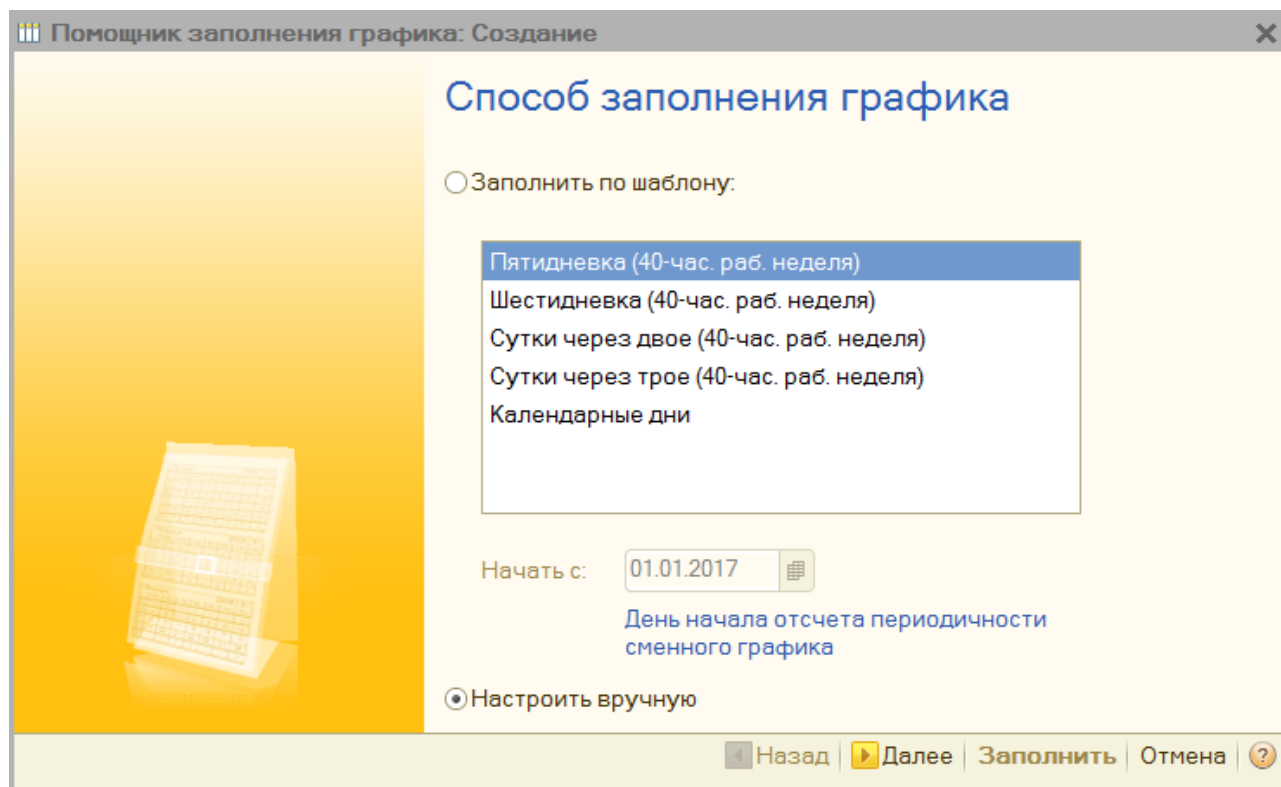 Помощник заполнения графика: Создание
Способ заполнения графика
Заполнить по шаблону:
Пятидневка (40-час. раб. неделя)
Шестидневка (40-час. раб. неделя)
Сутки через двое (40-час. раб. неделя)
Сутки через трое (40-час. раб. неделя)
Календарные дни
Начать с: 01.01.2017
День начала отсчета периодичности
сменного графика
Настроить вручную
Назад Далее Заполнить Отмена ?